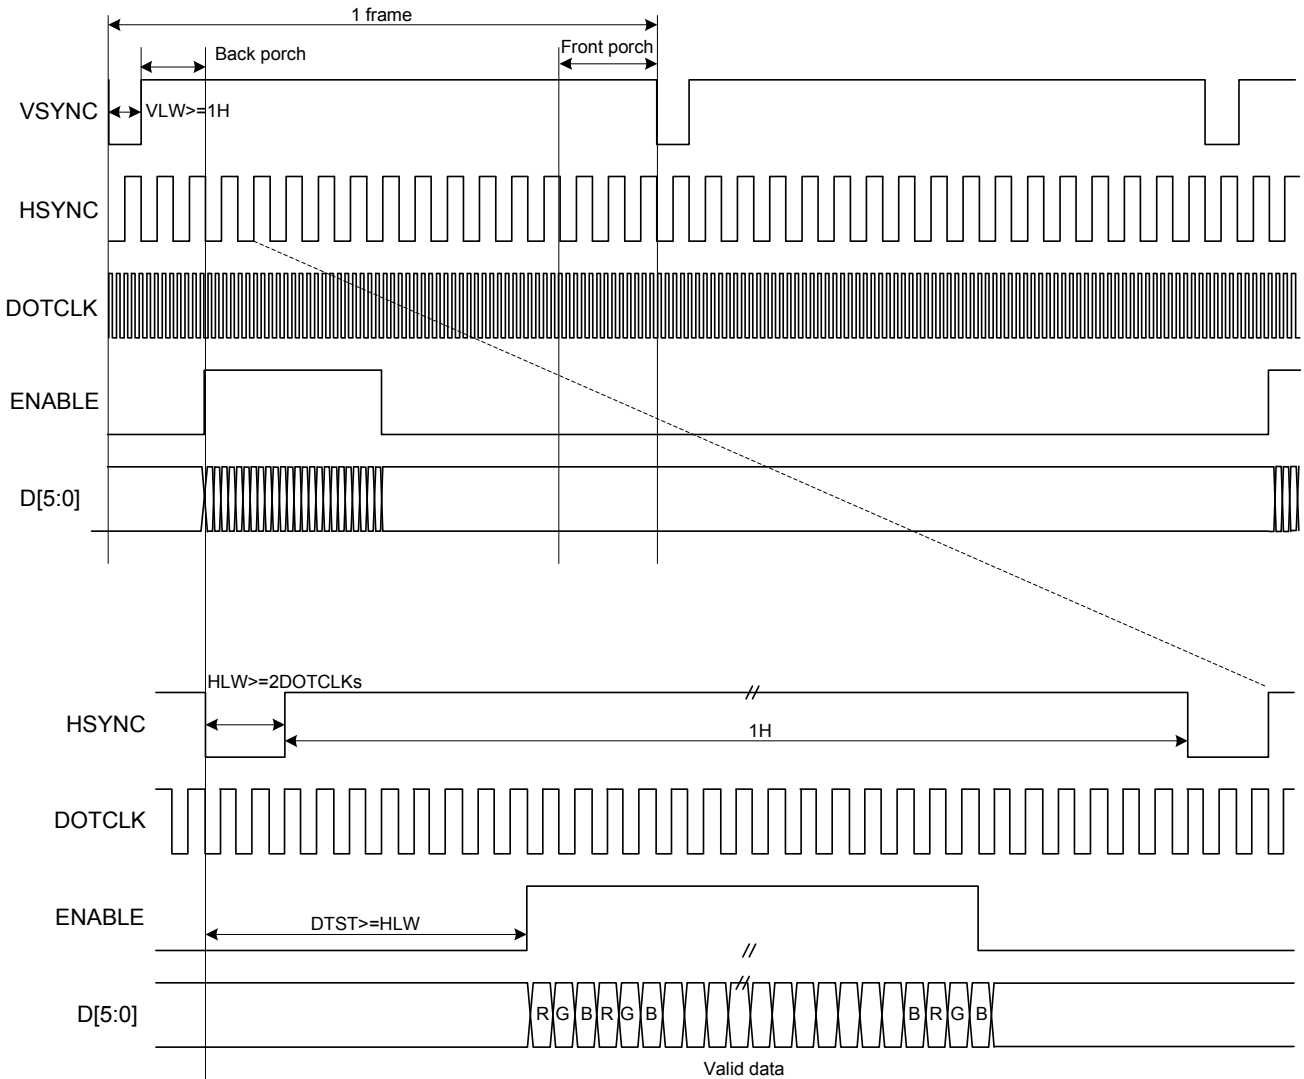 1 frame
Back porch
Front porch
VSYNC
VLW>=1H
HSYNC
DOTCLK
ENABLE
D[5:0]
HLW>=2DOTCLKs
HSYNC
1H
DOTCLK
ENABLE
DTST>=HLW
//
//
//
D[5:0]
R G B R G B B R G B
Valid data